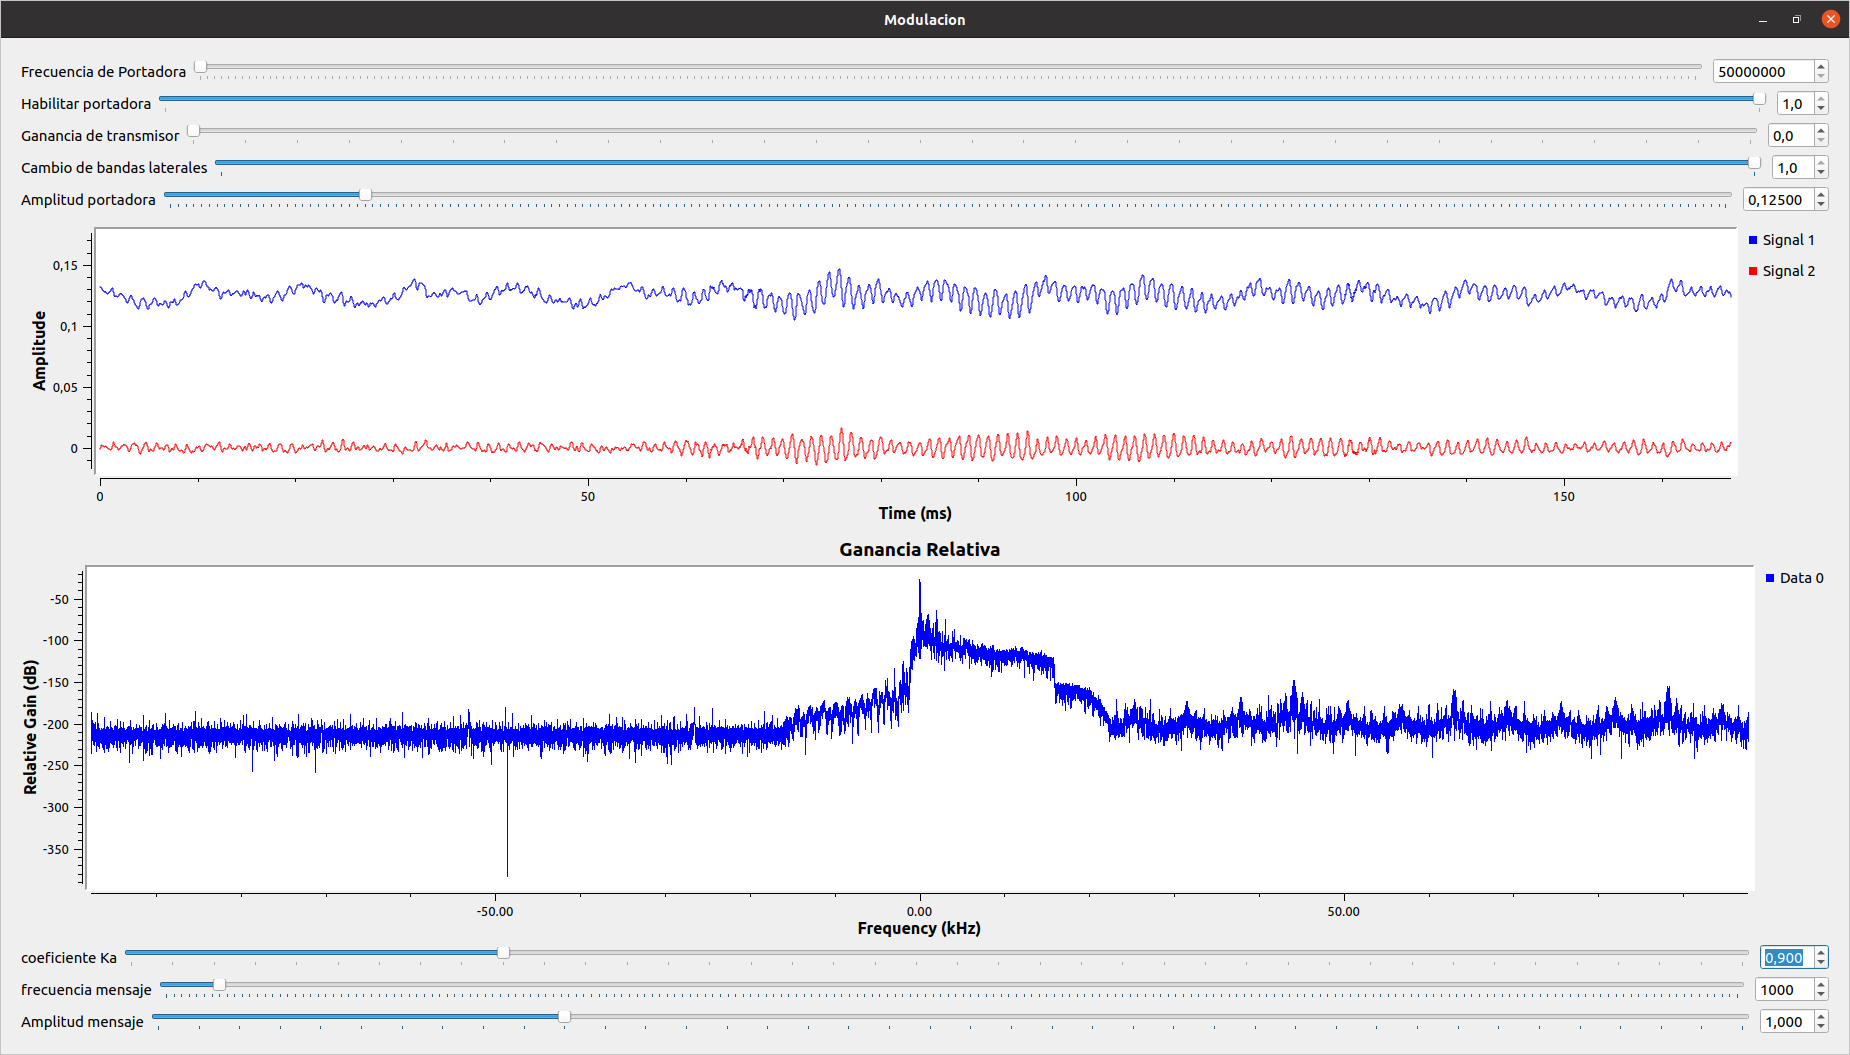 Modulacion
Frecuencia de Portadora 50000000
Habilitar portadora 1,0
Ganancia de transmisor 0,0
Cambio de bandas laterales 1,0
Amplitud portadora 0,12500
Signal 1
Signal 2
Amplitude
0,15
0,1
0,05
0
0 50 100 150
Time (ms)
Ganancia Relativa
Data 0
Relative Gain (dB)
-50
-100
-150
-200
-250
-300
-350
-50.00 0.00 50.00
Frequency (kHz)
coeficiente Ka 0,900
frecuencia mensaje 1000
Amplitud mensaje 1,000